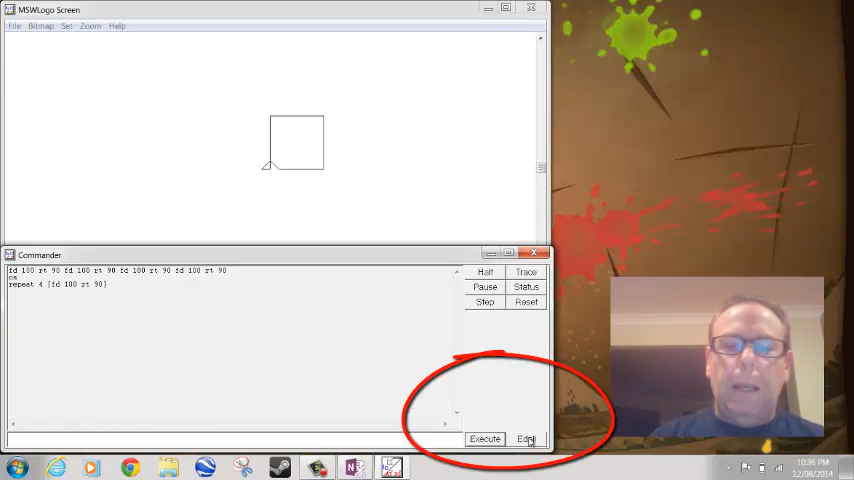 MSWLogo Screen
File Bitmap Set Zoom Help
Commander
fd 100 rt 90 fd 100 rt 90 fd 100 rt 90 fd 100 rt 90
cs
repeat 4 [fd 100 rt 90]
Halt Trace
Pause Status
Step Reset
Execute Edall
10:36 PM
12/08/2014